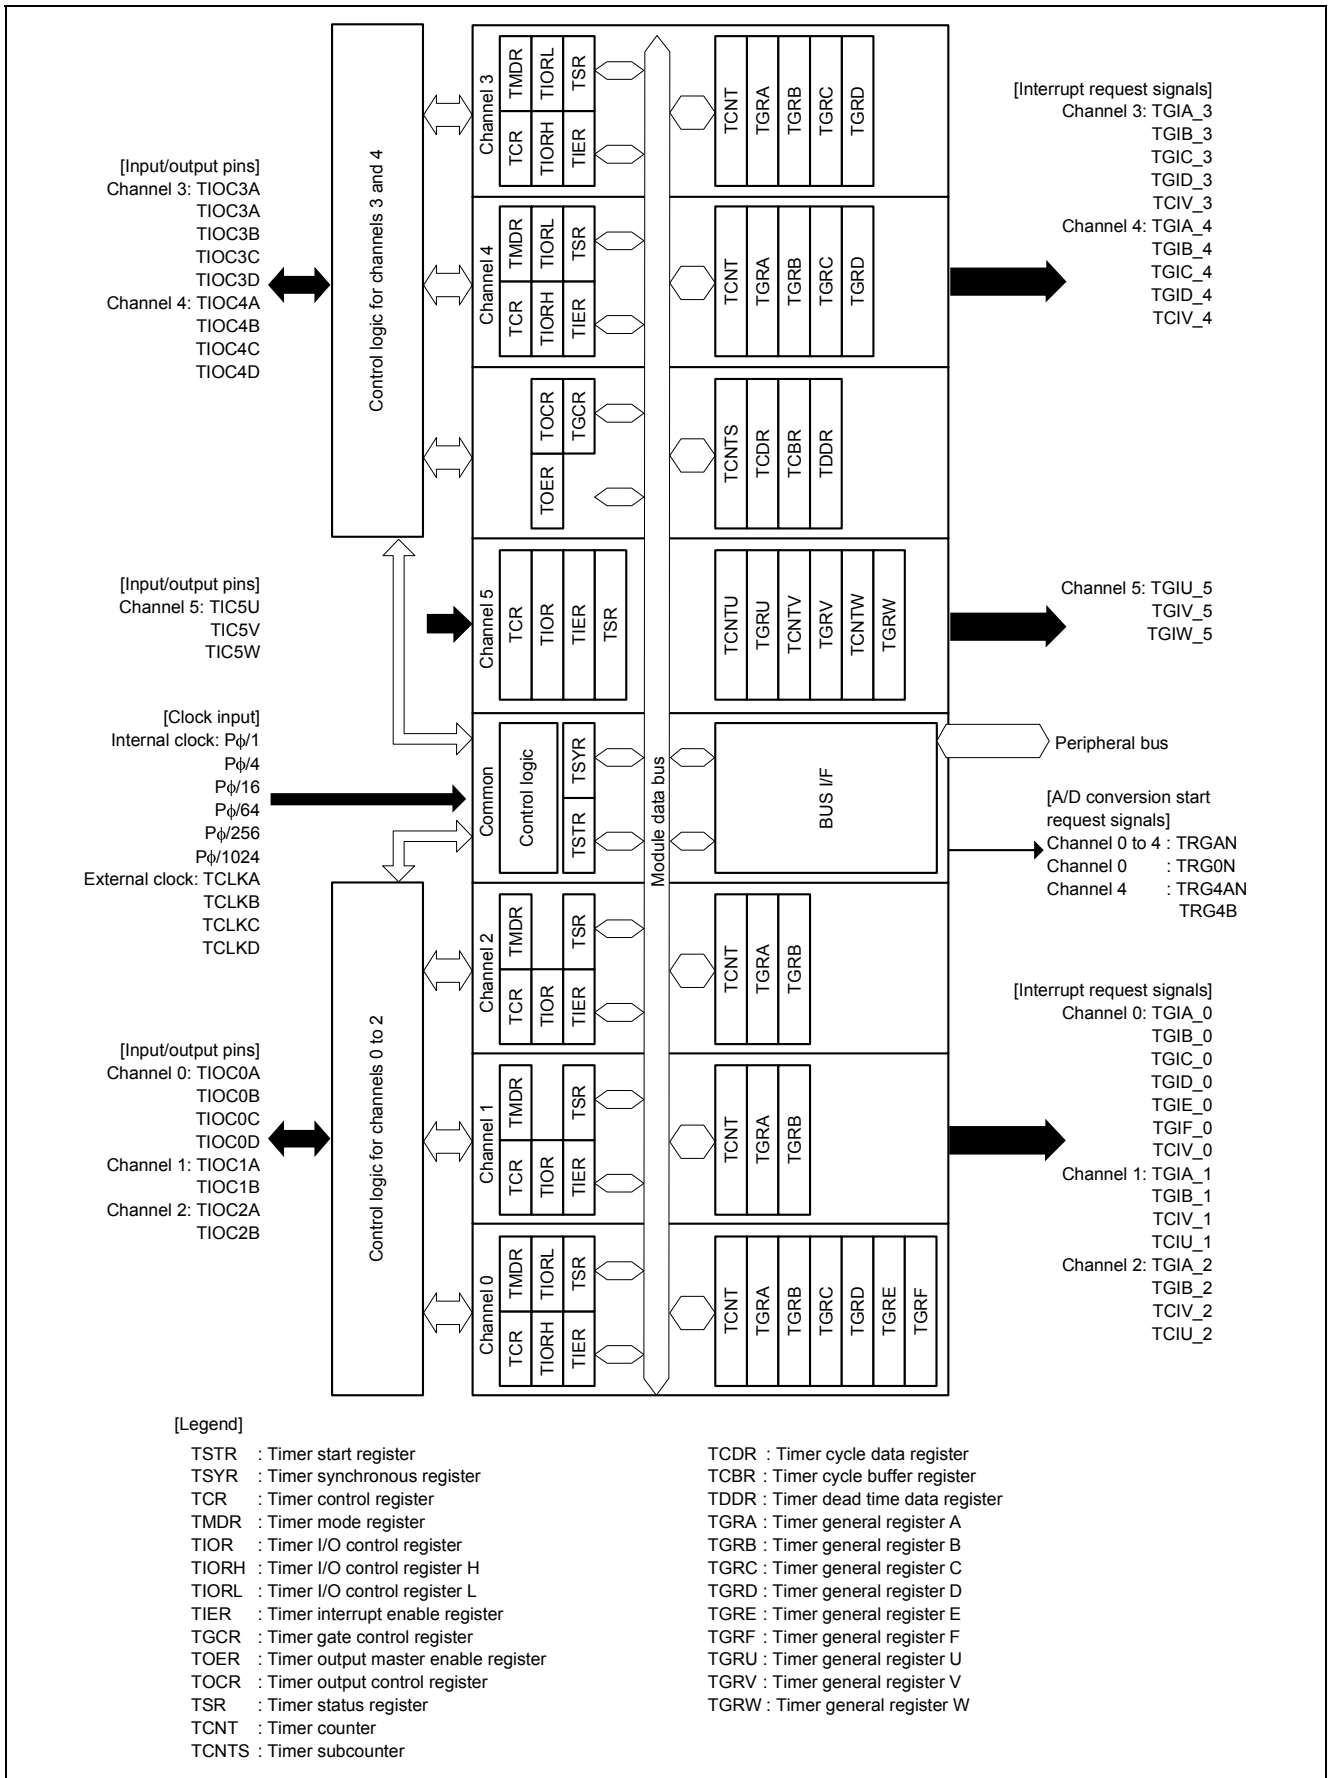 [Input/output pins]
Channel 3: TIOC3A
TIOC3A
TIOC3B
TIOC3C
TIOC3D
Channel 4: TIOC4A
TIOC4B
TIOC4C
TIOC4D
[Input/output pins]
Channel 5: TIC5U
TIC5V
TIC5W
[Clock input]
Internal clock: Pϕ/1
Pϕ/4
Pϕ/16
Pϕ/64
Pϕ/256
Pϕ/1024
External clock: TCLKA
TCLKB
TCLKC
TCLKD
[Input/output pins]
Channel 0: TIOC0A
TIOC0B
TIOC0C
TIOC0D
Channel 1: TIOC1A
TIOC1B
Channel 2: TIOC2A
TIOC2B
Control logic for channels 3 and 4
Control logic for channels 0 to 2
Channel 3
TCR
TMDR
TIORH
TIORL
TIER
TSR
TCNT
TGRA
TGRB
TGRC
TGRD
Channel 4
TCR
TMDR
TIORH
TIORL
TIER
TSR
TCNT
TGRA
TGRB
TGRC
TGRD
TOER
TOCR
TGCR
TCNTS
TCDR
TCBR
TDDR
Channel 5
TCR
TIOR
TIER
TSR
TCNTU
TGRU
TCNTV
TGRV
TCNTW
TGRW
Common
Control logic
TSTR
TSYR
Module data bus
BUS I/F
Channel 2
TCR
TMDR
TIOR
TIER
TSR
TCNT
TGRA
TGRB
Channel 1
TCR
TMDR
TIOR
TIER
TSR
TCNT
TGRA
TGRB
Channel 0
TCR
TMDR
TIORH
TIORL
TIER
TSR
TCNT
TGRA
TGRB
TGRC
TGRD
TGRE
TGRF
[Interrupt request signals]
Channel 3: TGIA_3
TGIB_3
TGIC_3
TGID_3
TCIV_3
Channel 4: TGIA_4
TGIB_4
TGIC_4
TGID_4
TCIV_4
Channel 5: TGIU_5
TGIV_5
TGIW_5
Peripheral bus
[A/D conversion start
request signals]
Channel 0 to 4 : TRGAN
Channel 0 : TRG0N
Channel 4 : TRG4AN
TRG4B
[Interrupt request signals]
Channel 0: TGIA_0
TGIB_0
TGIC_0
TGID_0
TGIE_0
TGIF_0
TCIV_0
Channel 1: TGIA_1
TGIB_1
TCIV_1
TCIU_1
Channel 2: TGIA_2
TGIB_2
TCIV_2
TCIU_2
[Legend]
TSTR : Timer start register
TSYR : Timer synchronous register
TCR : Timer control register
TMDR : Timer mode register
TIOR : Timer I/O control register
TIORH : Timer I/O control register H
TIORL : Timer I/O control register L
TIER : Timer interrupt enable register
TGCR : Timer gate control register
TOER : Timer output master enable register
TOCR : Timer output control register
TSR : Timer status register
TCNT : Timer counter
TCNTS : Timer subcounter
TCDR : Timer cycle data register
TCBR : Timer cycle buffer register
TDDR : Timer dead time data register
TGRA : Timer general register A
TGRB : Timer general register B
TGRC : Timer general register C
TGRD : Timer general register D
TGRE : Timer general register E
TGRF : Timer general register F
TGRU : Timer general register U
TGRV : Timer general register V
TGRW : Timer general register W